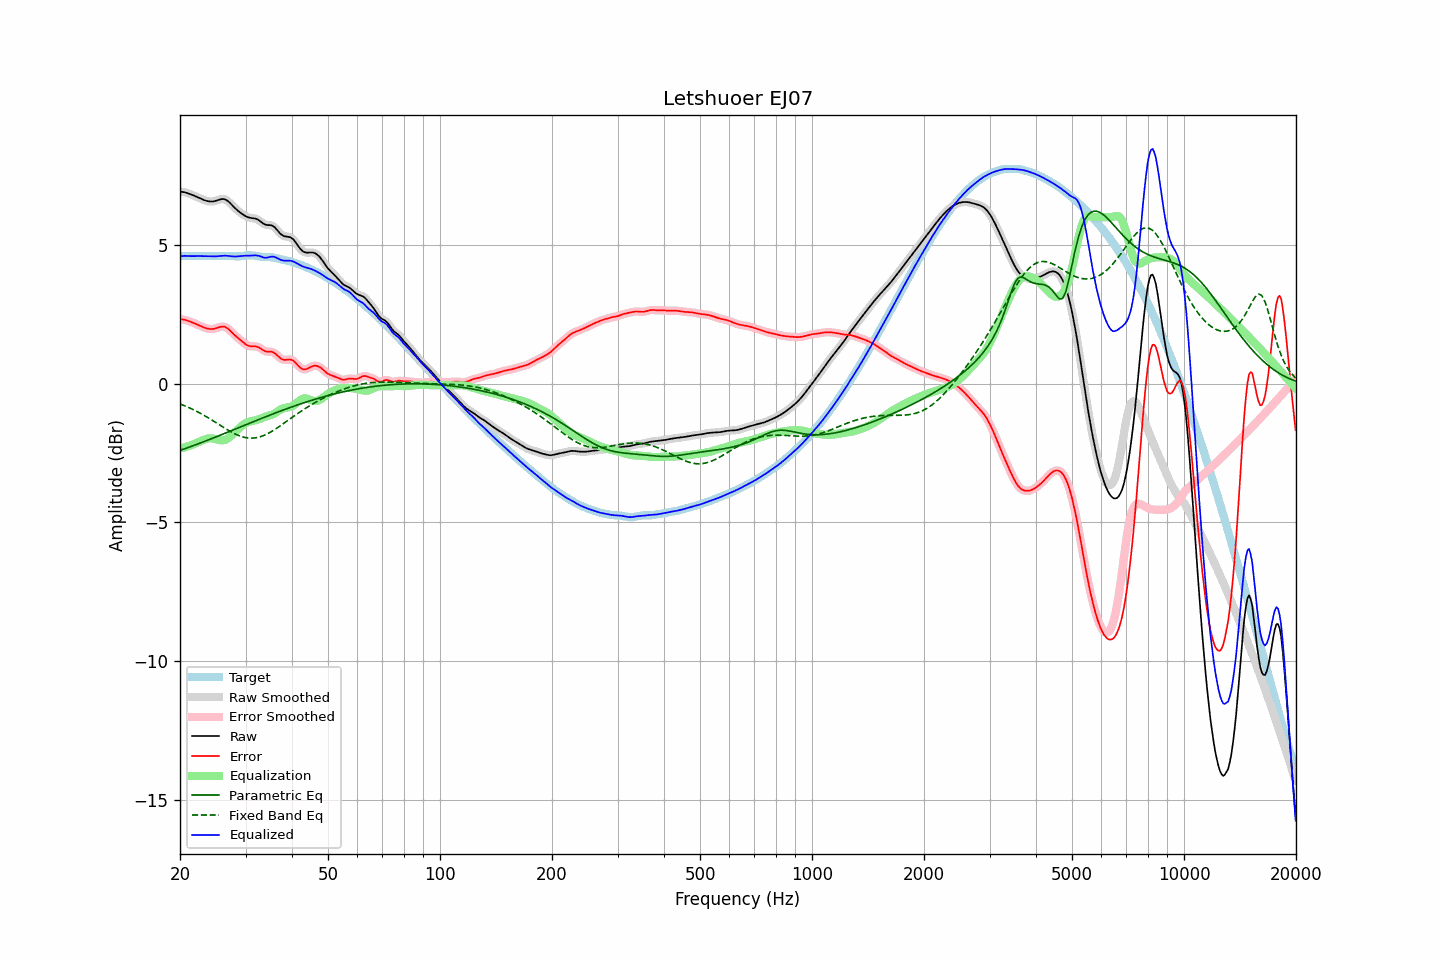 Letshuoer EJ07
Amplitude (dBr)
5
0
−5
−10
−15
Target
Raw Smoothed
Error Smoothed
Raw
Error
Equalization
Parametric Eq
Fixed Band Eq
Equalized
20 50 100 200 500 1000 2000 5000 10000 20000
Frequency (Hz)